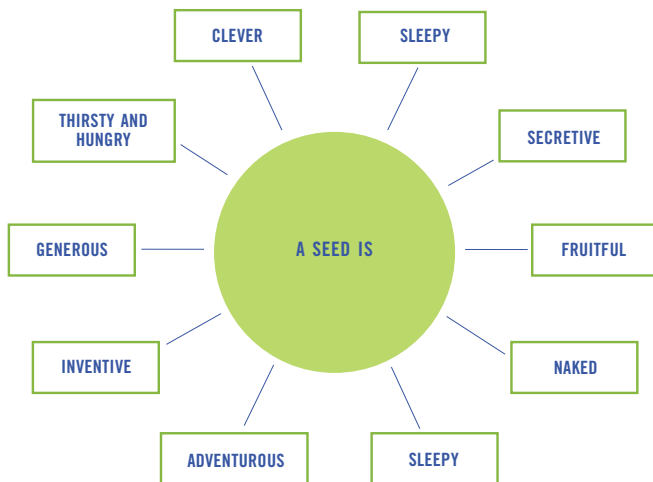 CLEVER
SLEEPY
THIRSTY AND
HUNGRY
SECRETIVE
GENEROUS
A SEED IS
FRUITFUL
INVENTIVE
NAKED
ADVENTUROUS
SLEEPY